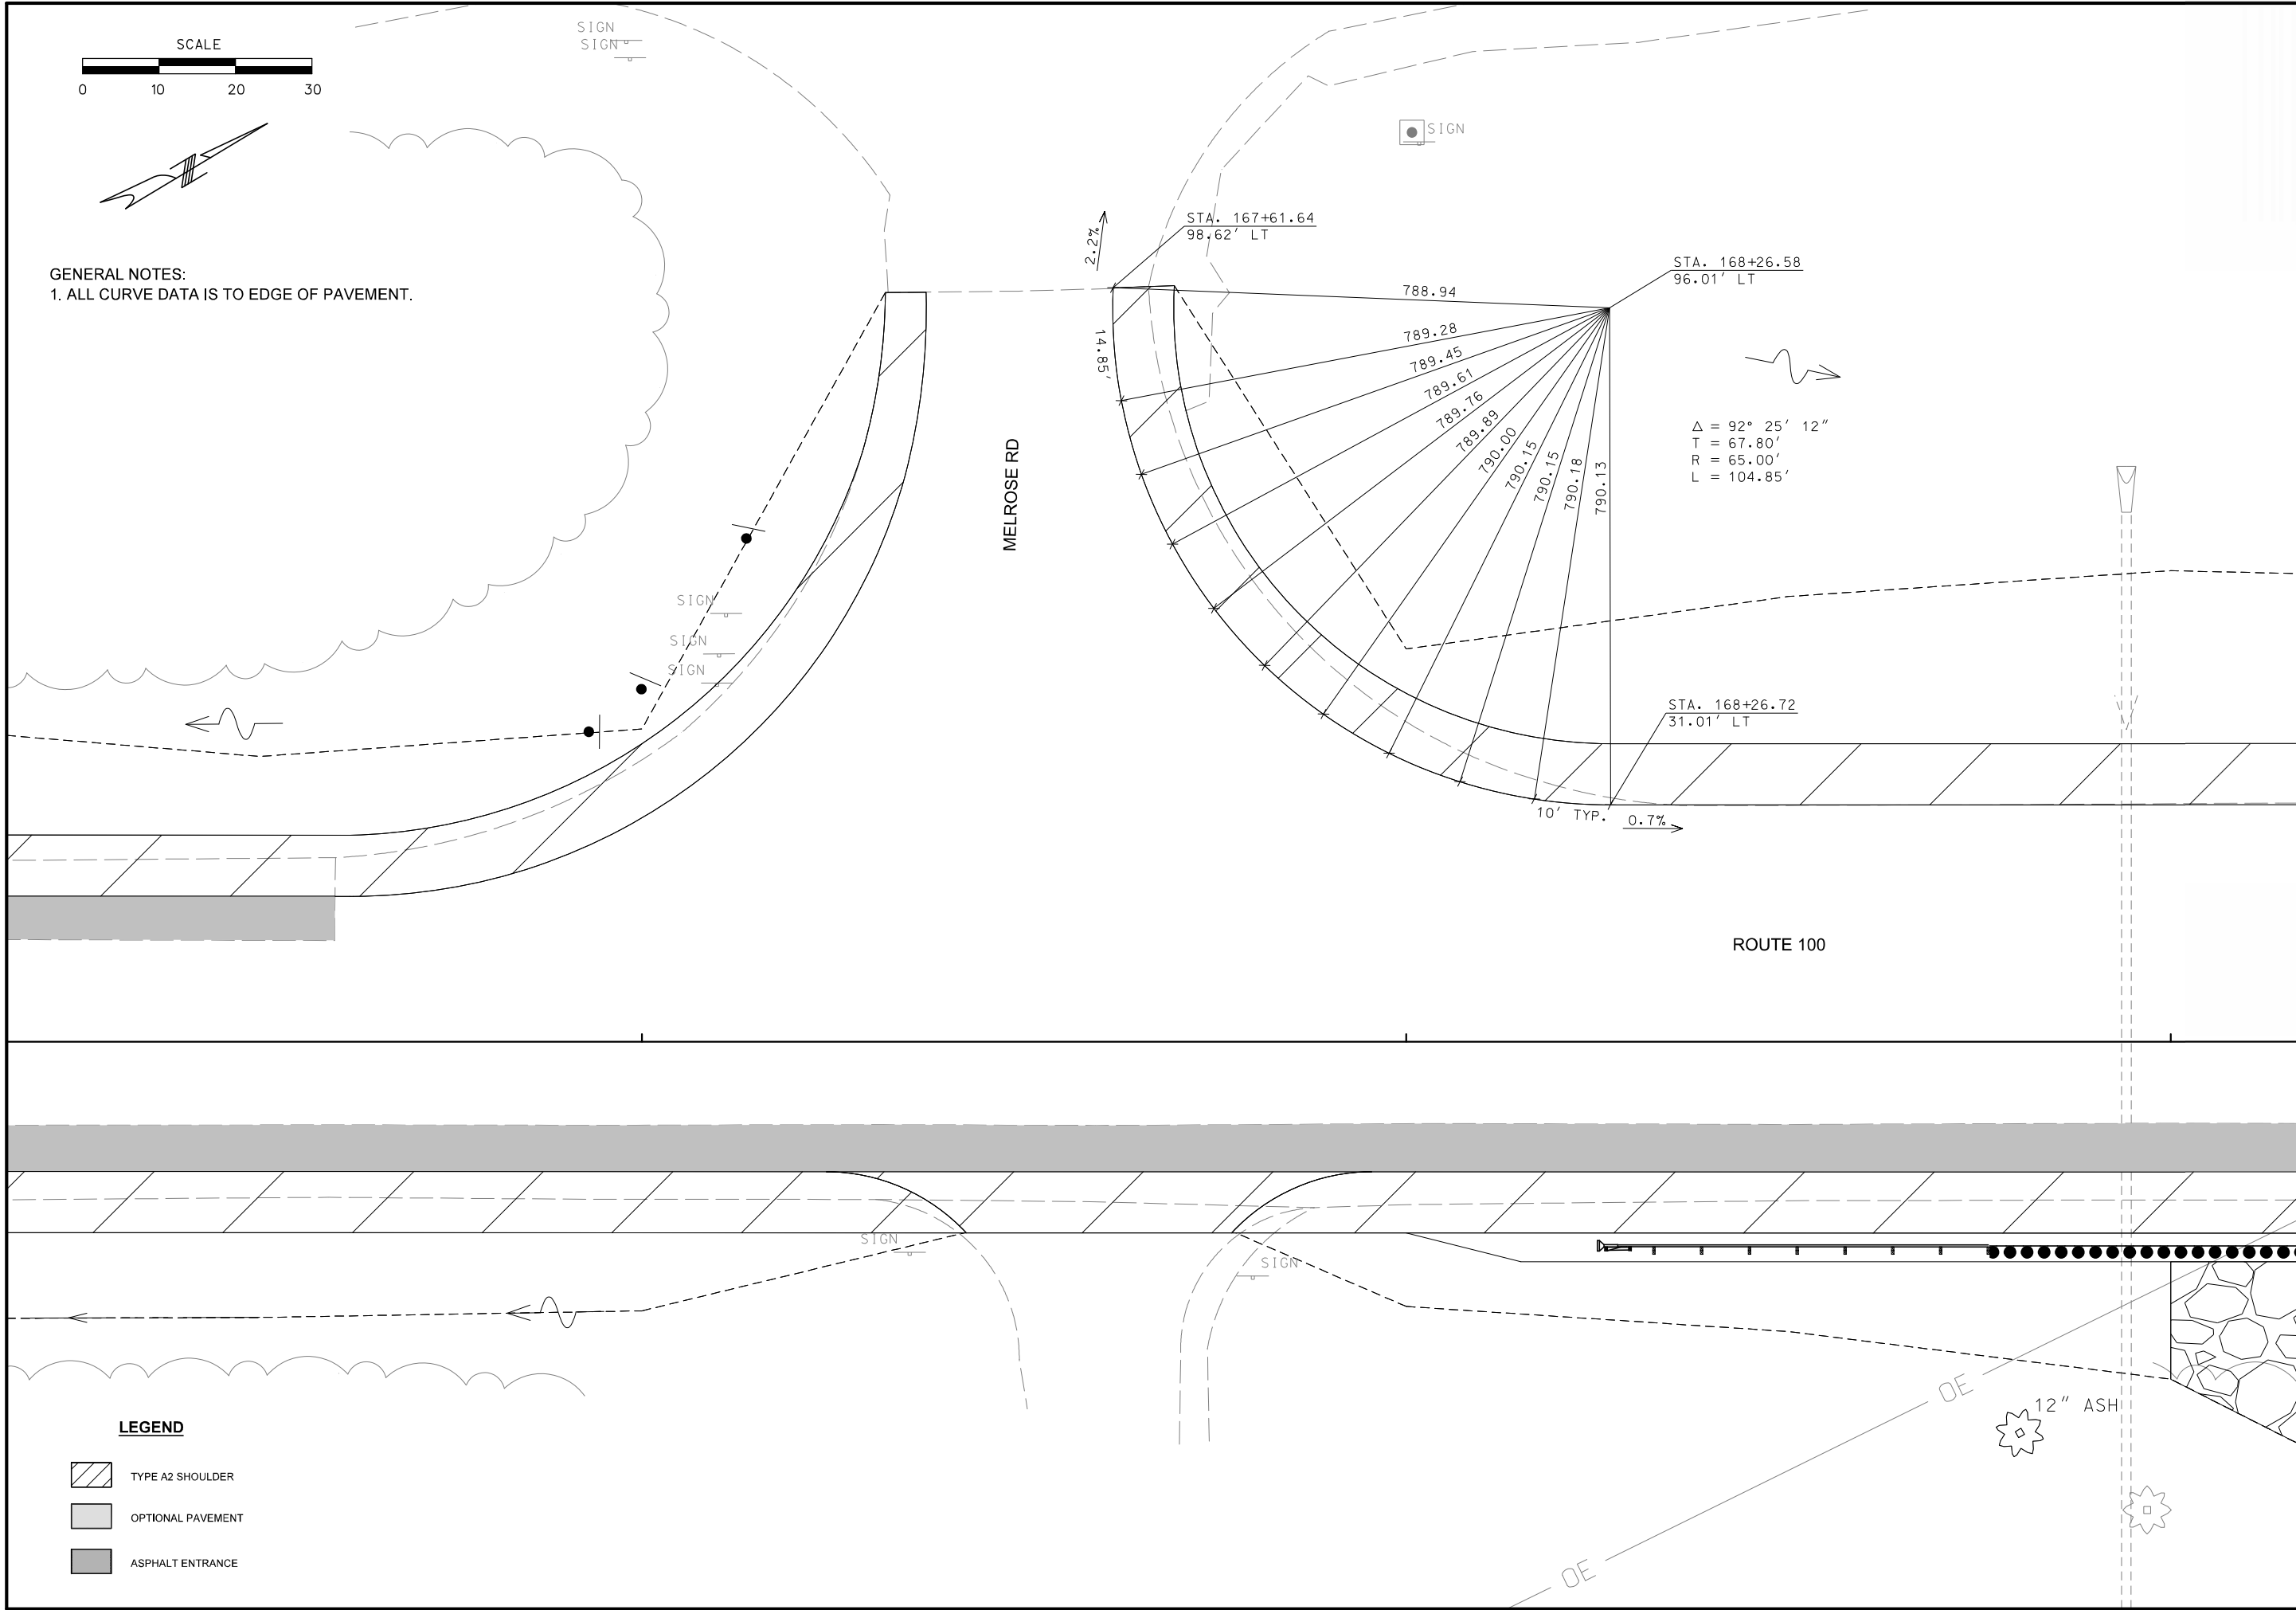 SCALE
0 10 20 30
SIGN
SIGN
SIGN
GENERAL NOTES:
1. ALL CURVE DATA IS TO EDGE OF PAVEMENT.
2.2%
STA. 167+61.64
98.62' LT
STA. 168+26.58
96.01' LT
14.85'
788.94
789.28
789.45
789.61
789.76
789.89
790.00
790.15
790.15
790.18
790.13
Δ = 92° 25' 12"
T = 67.80'
R = 65.00'
L = 104.85'
MELROSE RD
SIGN
SIGN
SIGN
STA. 168+26.72
31.01' LT
10' TYP.
0.7%
ROUTE 100
SIGN
SIGN
OE
12" ASH
OE
LEGEND
TYPE A2 SHOULDER
OPTIONAL PAVEMENT
ASPHALT ENTRANCE